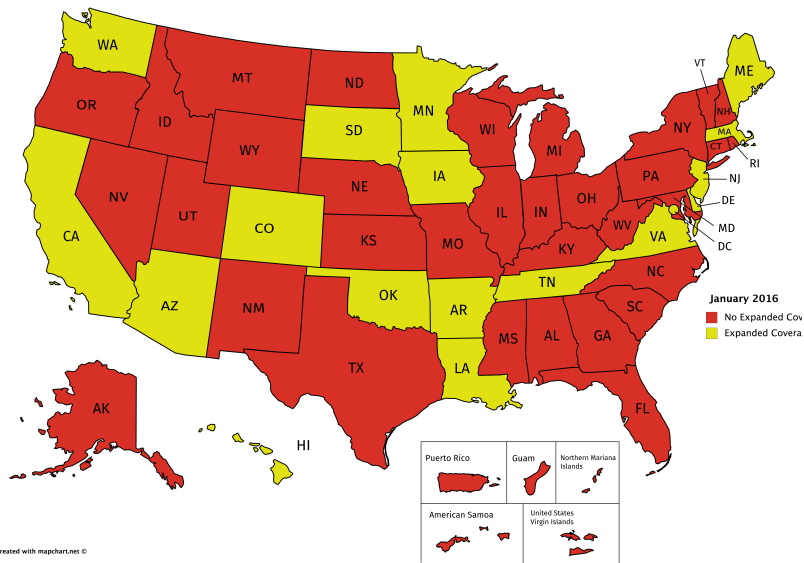 WA
OR
CA
NV
ID
MT
WY
UT
AZ
CO
NM
ND
SD
NE
KS
OK
TX
MN
IA
MO
AR
LA
WI
IL
MI
IN
OH
KY
TN
MS
AL
GA
FL
SC
NC
VA
WV
PA
NY
VT
NH
ME
MA
CT
RI
NJ
DE
MD
DC
AK
HI
January 2016
No Expanded Cov
Expanded Covera
Puerto Rico
Guam
Northern Mariana
Islands
American Samoa
United States
Virgin Islands
reated with mapchart.net ©